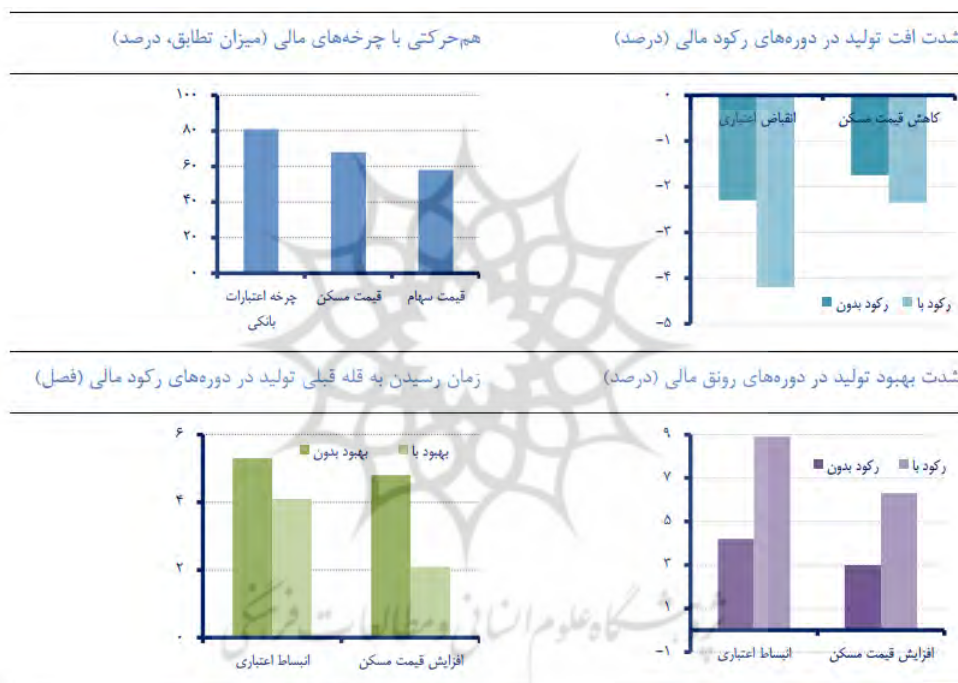 شدت افت تولید در دوره‌های رکود مالی (درصد)
۰
-۱
-۲
-۳
-۴
-۵
انقباض اعتباری
کاهش قیمت مسکن
رکود بدون
رکود با
هم‌حرکتی با چرخه‌های مالی (میزان تطابق، درصد)
۱۰۰
۸۰
۶۰
۴۰
۲۰
۰
چرخه اعتبارات
بانکی
قیمت مسکن
قیمت سهام
شدت بهبود تولید در دوره‌های رونق مالی (درصد)
۹
۷
۵
۳
۱
-۱
رکود بدون
رکود با
انبساط اعتباری
افزایش قیمت مسکن
زمان رسیدن به قله قبلی تولید در دوره‌های رکود مالی (فصل)
۶
۴
۲
۰
بهبود بدون
بهبود با
انبساط اعتباری
افزایش قیمت مسکن
پژوهشگاه علوم انسانی و مطالعات فرهنگی